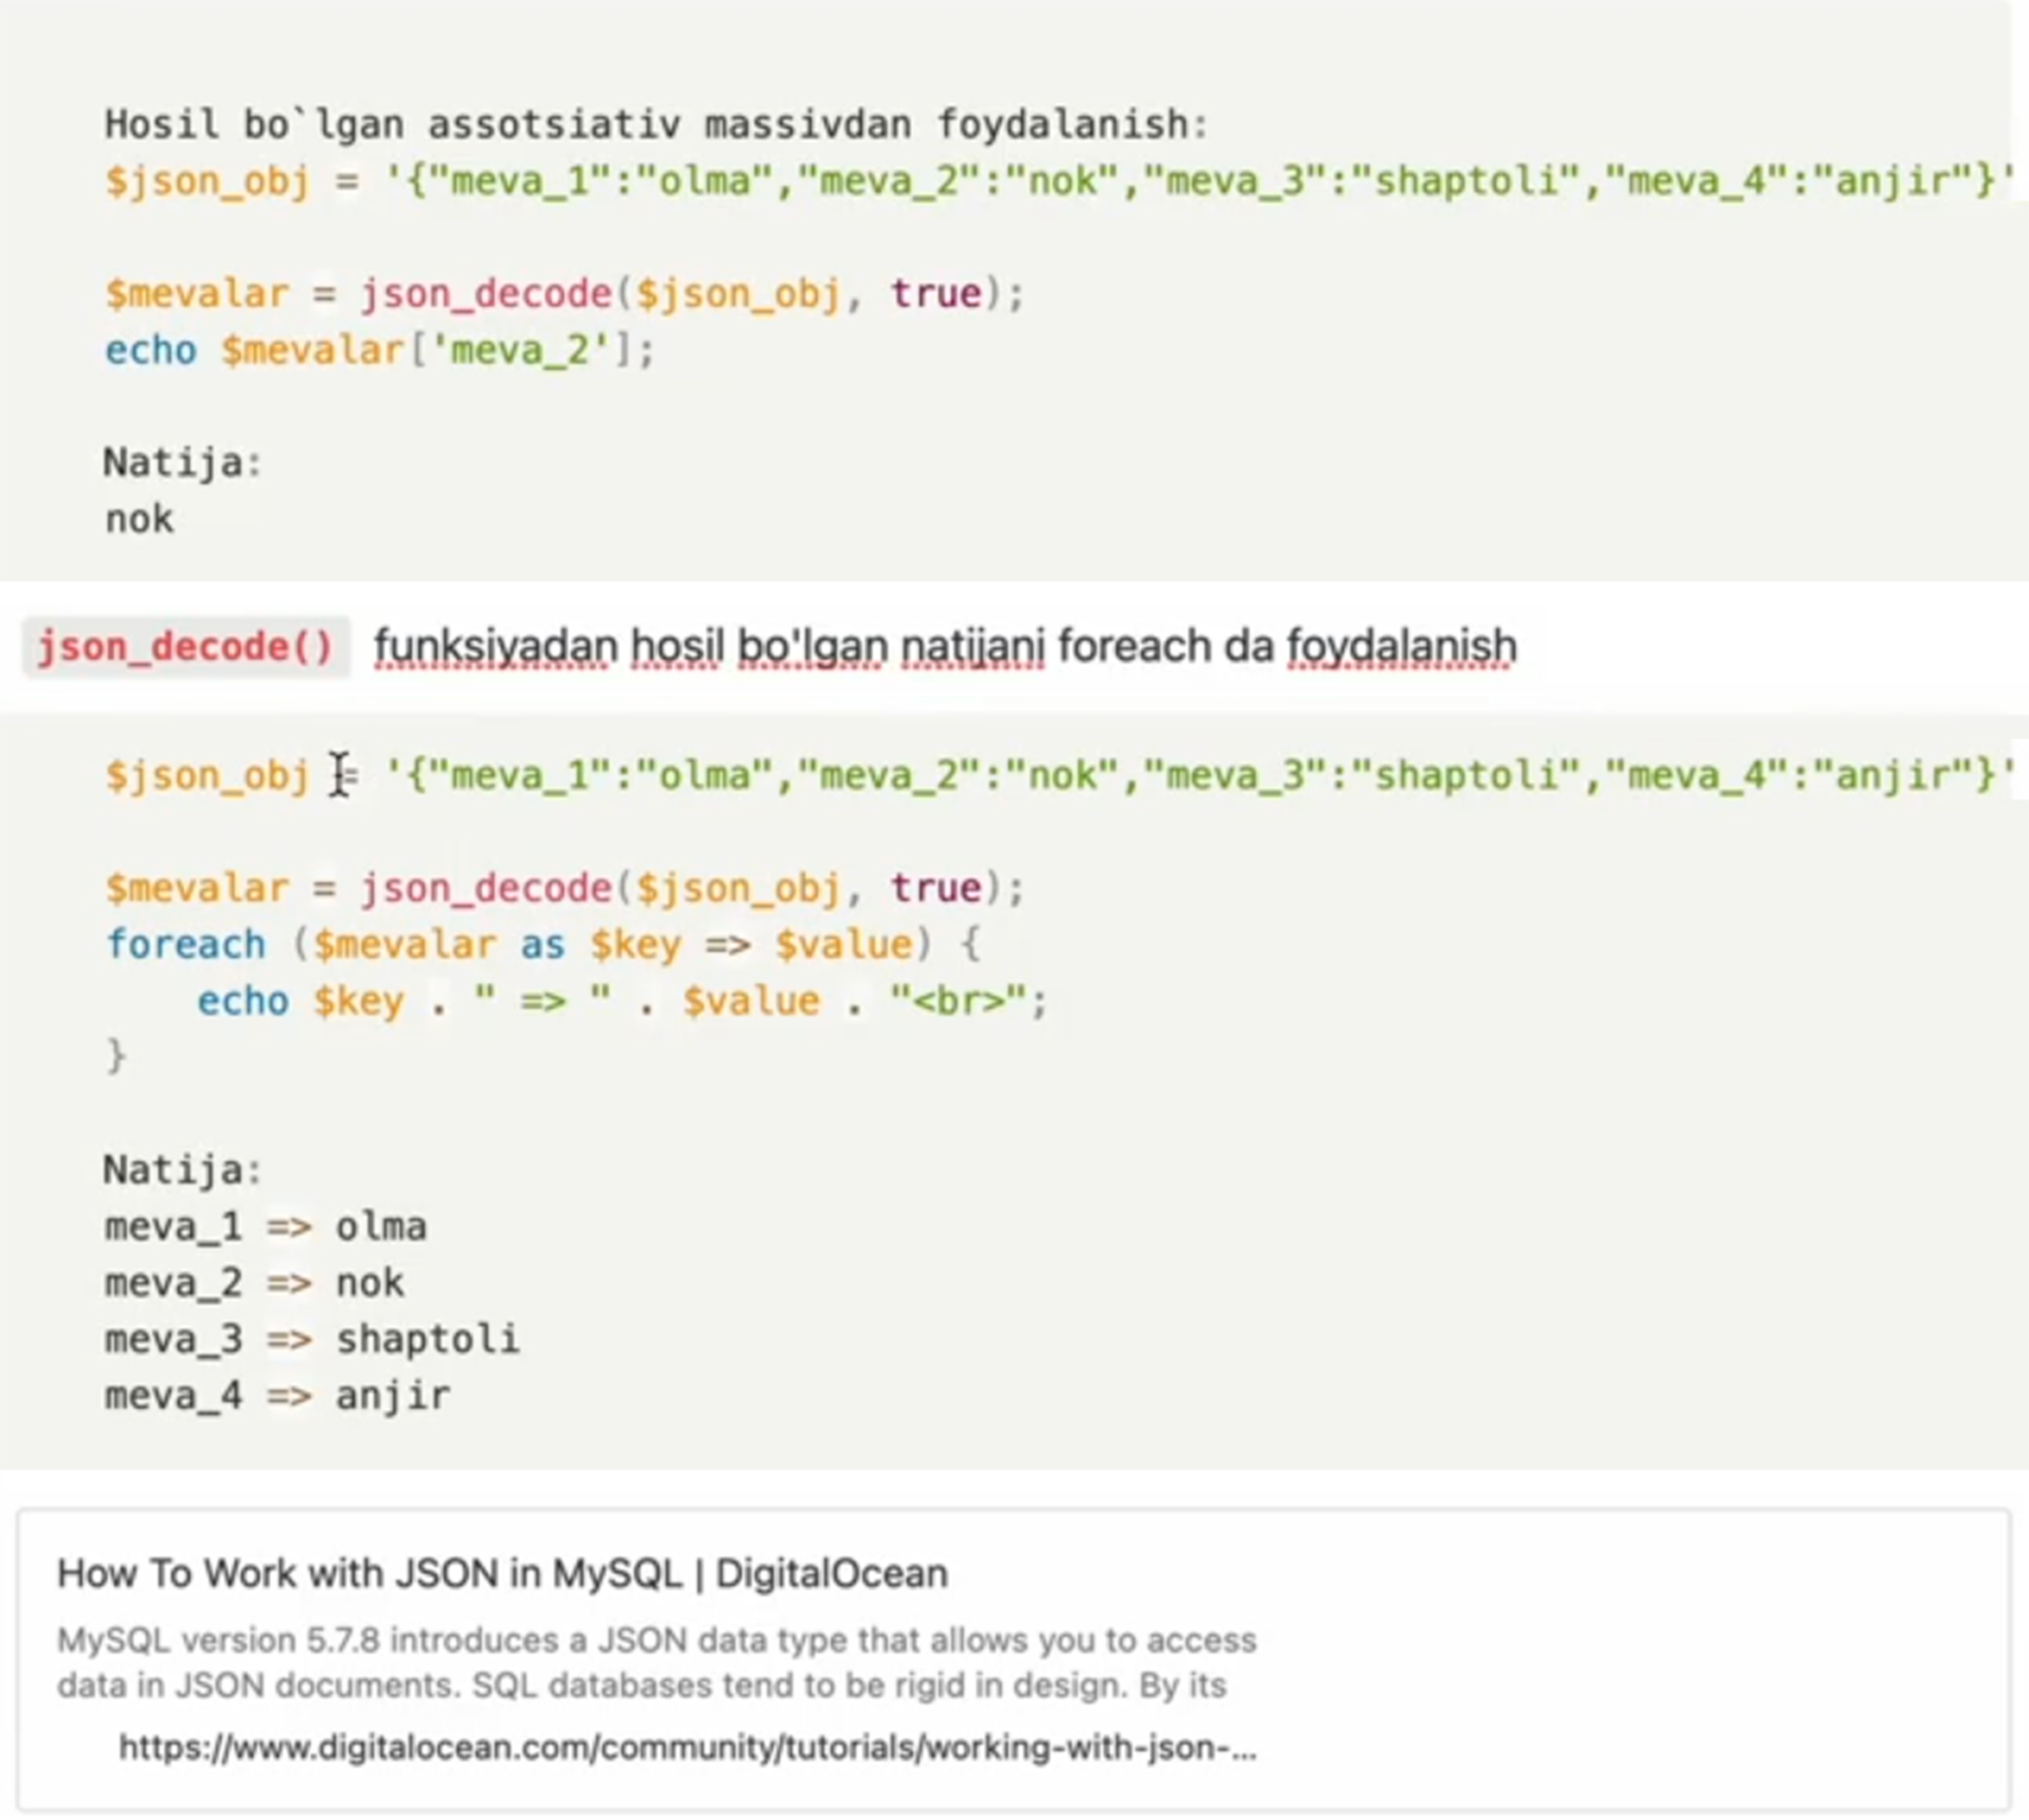 Hosil bo`lgan assotsiativ massivdan foydalanish:
$json_obj = '{"meva_1":"olma","meva_2":"nok","meva_3":"shaptoli","meva_4":"anjir"}'
$mevalar = json_decode($json_obj, true);
echo $mevalar['meva_2'];
Natija:
nok
json_decode() funksiyadan hosil bo'lgan natijani foreach da foydalanish
$json_obj = '{"meva_1":"olma","meva_2":"nok","meva_3":"shaptoli","meva_4":"anjir"}'
$mevalar = json_decode($json_obj, true);
foreach ($mevalar as $key => $value) {
    echo $key . " => " . $value . "<br>";
}
Natija:
meva_1 => olma
meva_2 => nok
meva_3 => shaptoli
meva_4 => anjir
How To Work with JSON in MySQL | DigitalOcean
MySQL version 5.7.8 introduces a JSON data type that allows you to access
data in JSON documents. SQL databases tend to be rigid in design. By its
https://www.digitalocean.com/community/tutorials/working-with-json-...